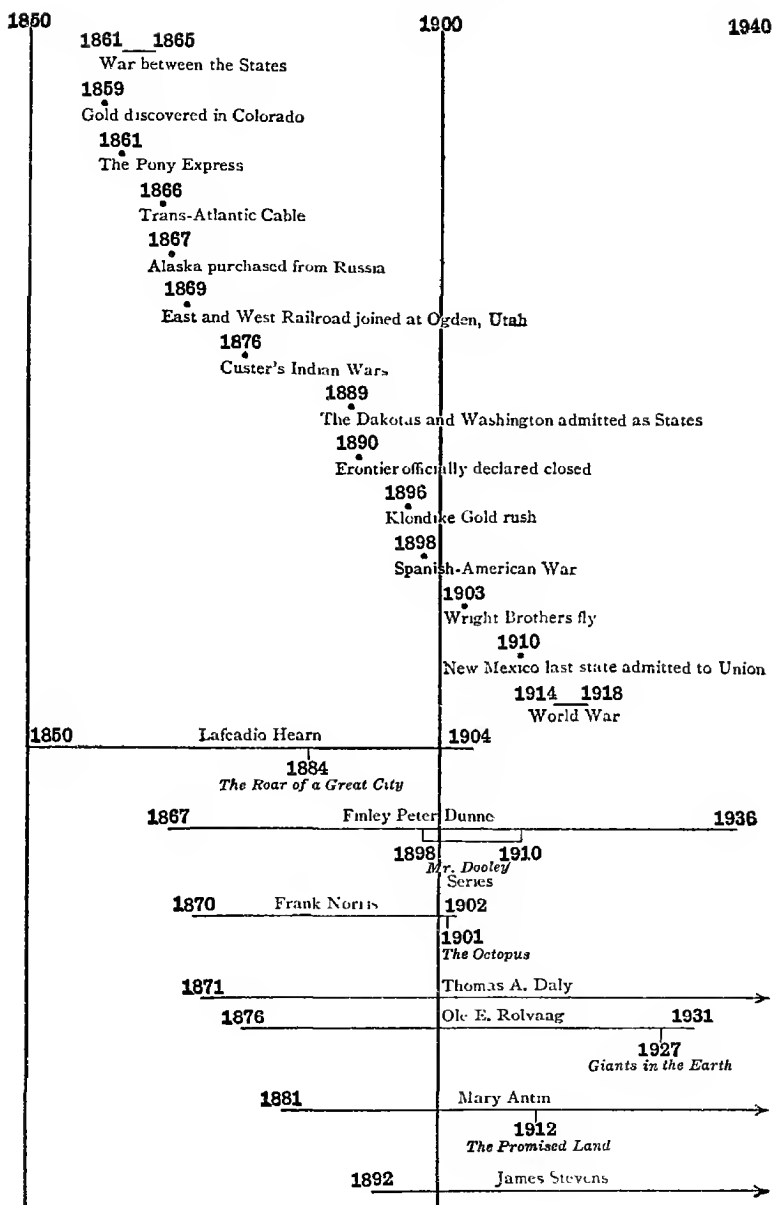 1850 1900 1940
1861 1865
War between the States
1859
Gold discovered in Colorado
1861
The Pony Express
1866
Trans-Atlantic Cable
1867
Alaska purchased from Russia
1869
East and West Railroad joined at Ogden, Utah
1876
Custer's Indian Wars
1889
The Dakotas and Washington admitted as States
1890
Erontier officially declared closed
1896
Klondike Gold rush
1898
Spanish-American War
1903
Wright Brothers fly
1910
New Mexico last state admitted to Union
1914 1918
World War
1850 Lafcadio Hearn 1904
1884
The Roar of a Great City
1867 Finley Peter Dunne 1936
1898 1910
Mr. Dooley
Series
1870 Frank Norris 1902
1901
The Octopus
1871 Thomas A. Daly
1876 Ole E. Rolvaag 1931
1927
Giants in the Earth
1881 Mary Antin
1912
The Promised Land
1892 James Stevens